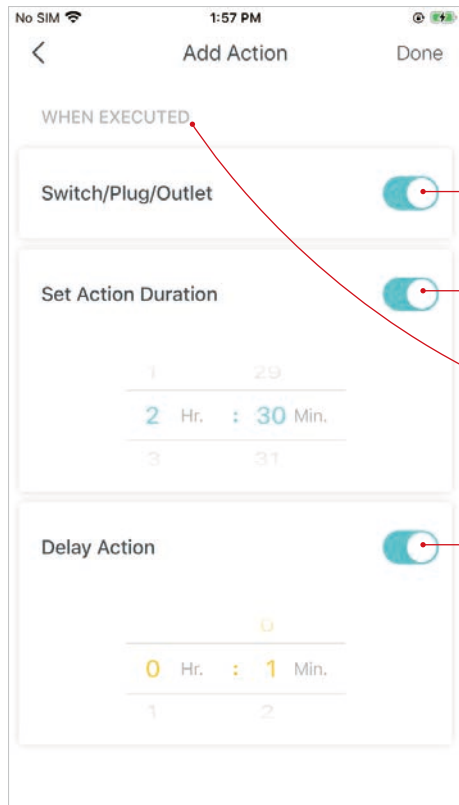 No SIM 1:57 PM
Add Action Done
WHEN EXECUTED
Switch/Plug/Outlet
Set Action Duration
1 29
2 Hr. : 30 Min.
3 31
Delay Action
0
0 Hr. : 1 Min.
1 2